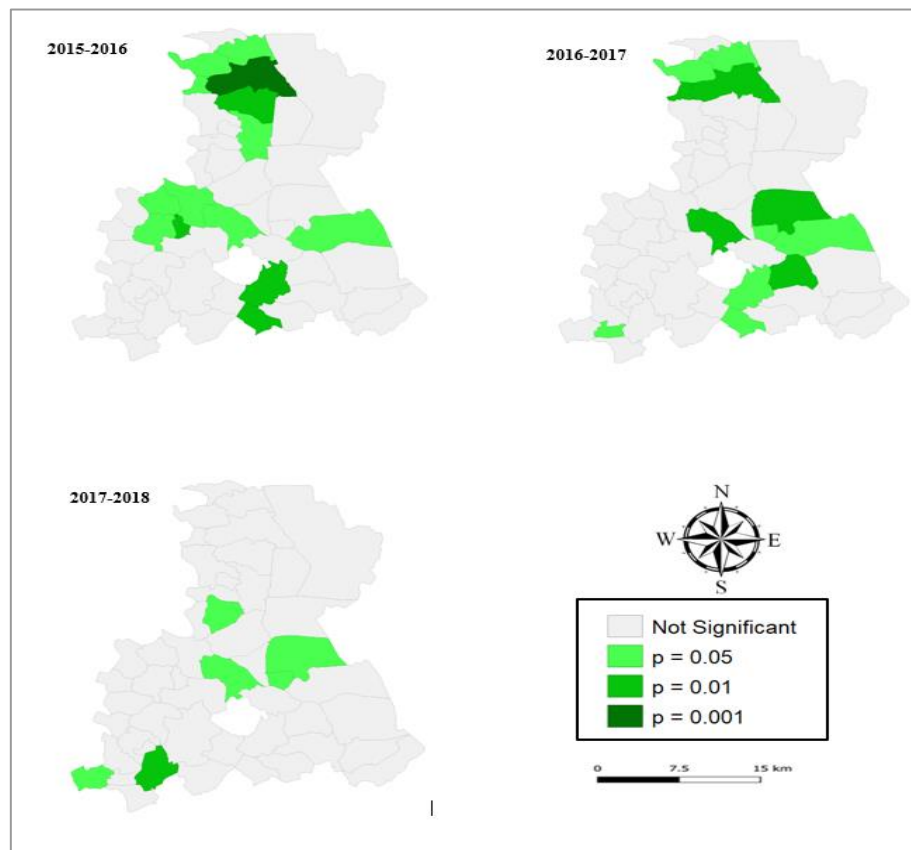 2015-2016
2016-2017
2017-2018
N
W E
S
Not Significant
p = 0.05
p = 0.01
p = 0.001
0 7.5 15 km